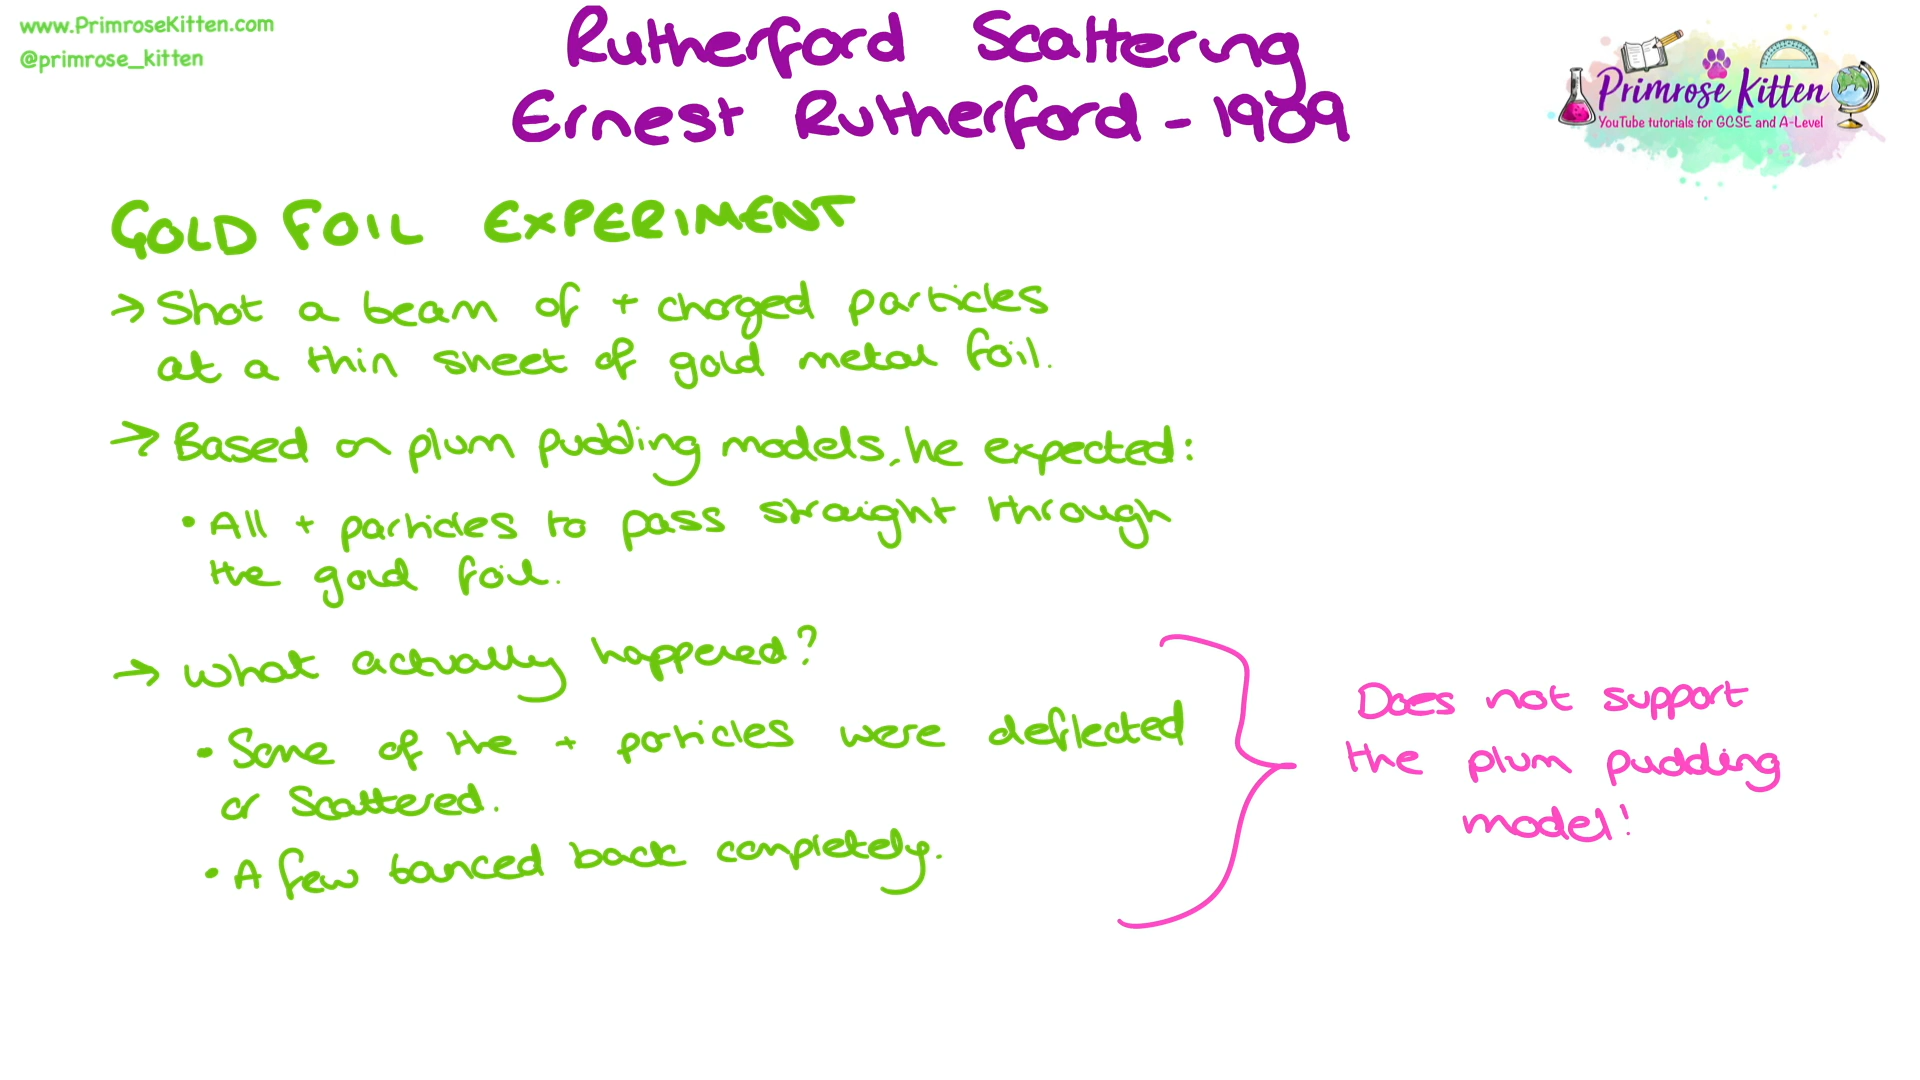 www.PrimroseKitten.com
@primrose_kitten
Rutherford Scattering
Ernest Rutherford - 1909
Primrose Kitten
YouTube tutorials for GCSE and A-Level
GOLD FOIL EXPERIMENT
→ Shot a beam of + charged particles
at a thin sheet of gold metal foil.
→ Based on plum pudding models, he expected:
• All + particles to pass straight through
the gold foil.
→ What actually happened?
• Some of the + particles were deflected
or scattered.
• A few bounced back completely.
Does not support
the plum pudding
model!